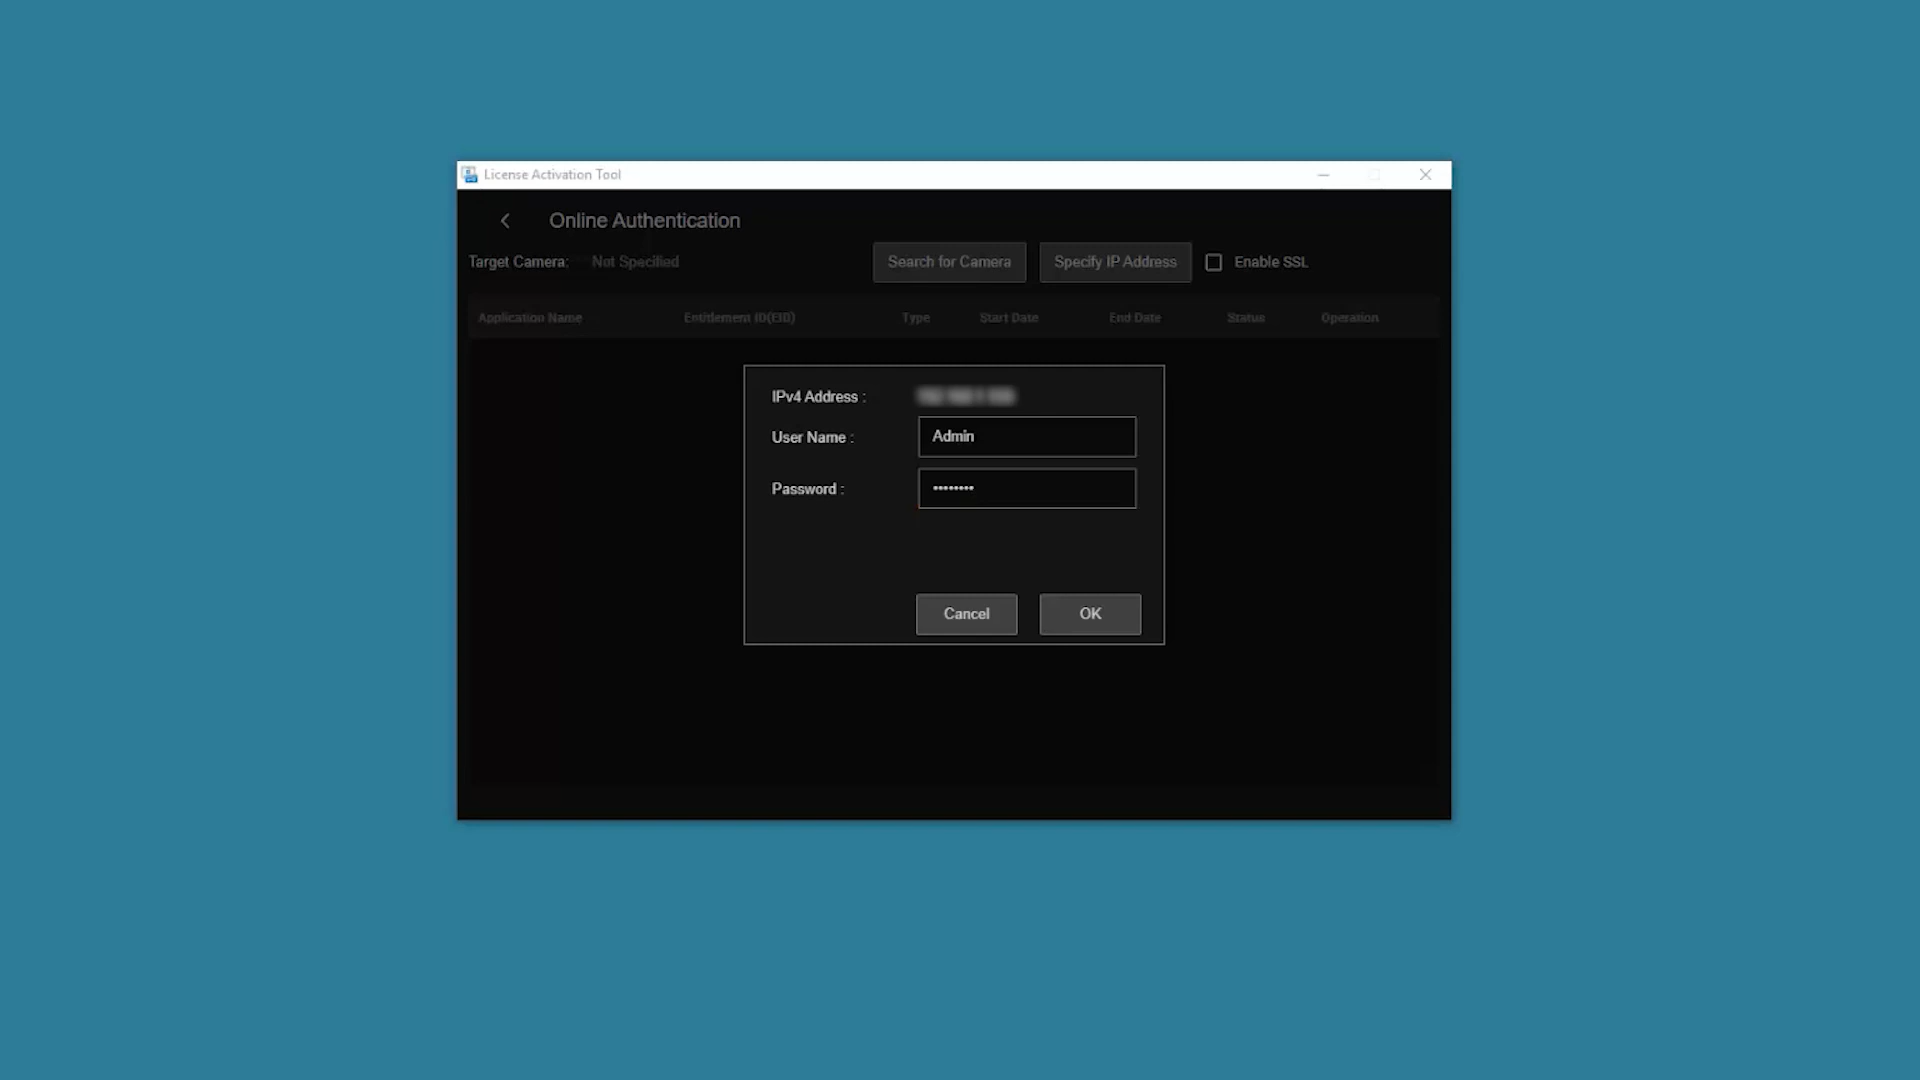 License Activation Tool
Online Authentication
Target Camera: Not Specified Search for Camera Specify IP Address Enable SSL
Application Name Entitlement ID(EID) Type Start Date End Date Status Operation
IPv4 Address :
User Name : Admin
Password : ••••••••
Cancel OK